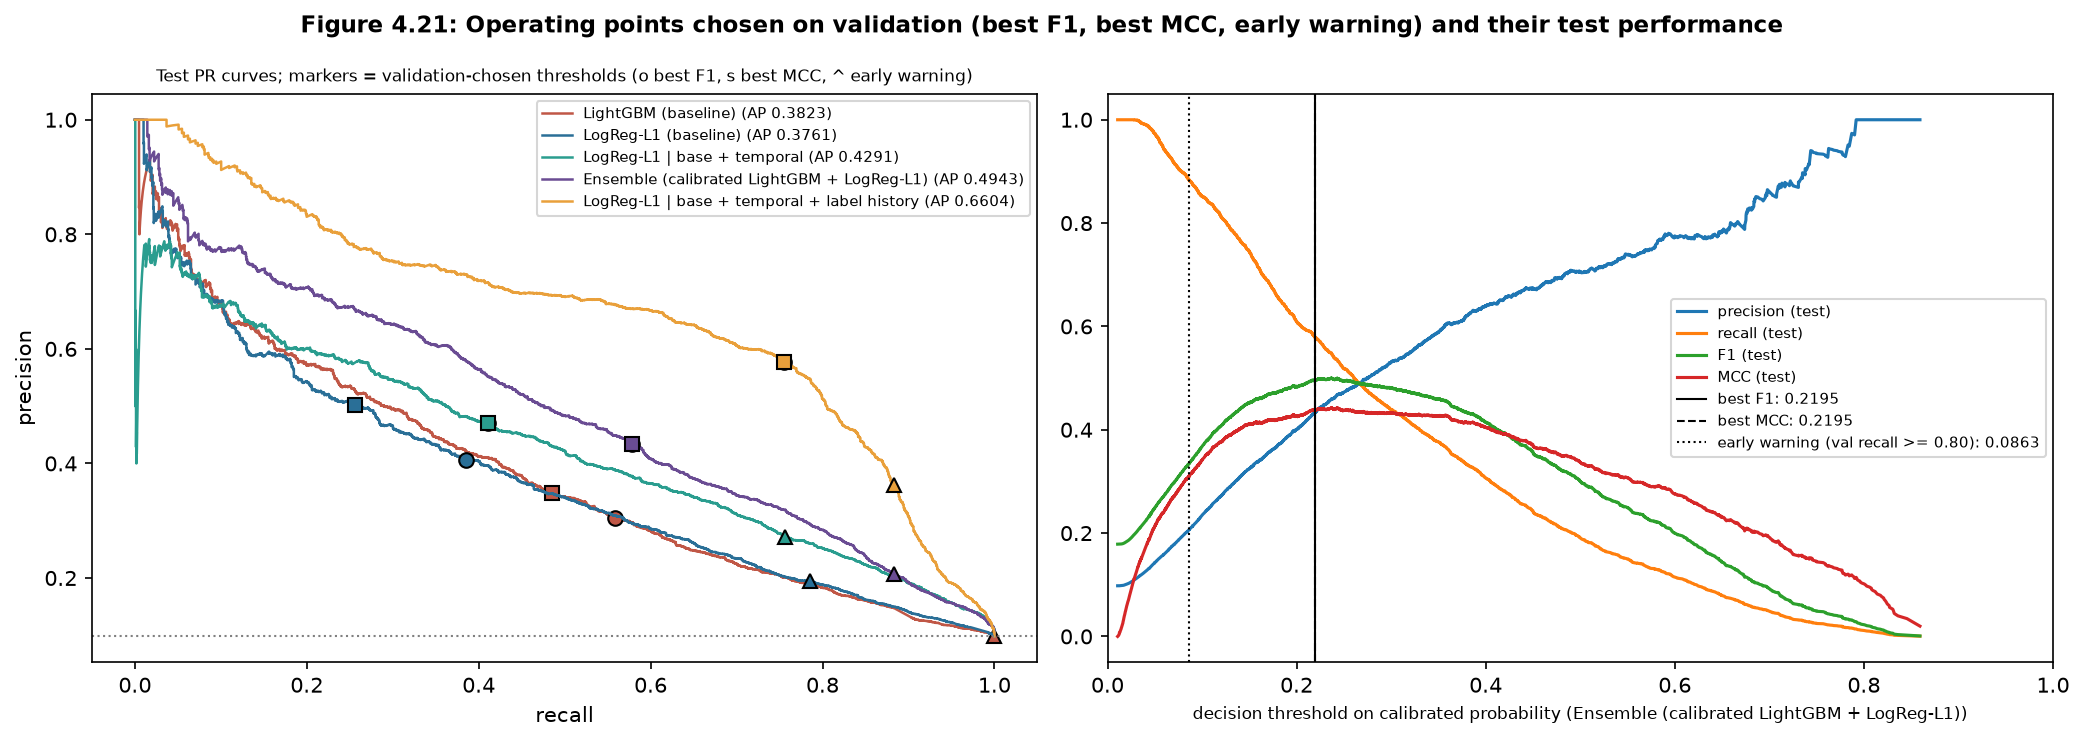 Figure 4.21: Operating points chosen on validation (best F1, best MCC, early warning) and their test performance
Test PR curves; markers = validation-chosen thresholds (o best F1, s best MCC, ^ early warning)
LightGBM (baseline) (AP 0.3823)
LogReg-L1 (baseline) (AP 0.3761)
LogReg-L1 | base + temporal (AP 0.4291)
Ensemble (calibrated LightGBM + LogReg-L1) (AP 0.4943)
LogReg-L1 | base + temporal + label history (AP 0.6604)
precision
1.0
0.8
0.6
0.4
0.2
0.0 0.2 0.4 0.6 0.8 1.0
recall
1.0
0.8
0.6
0.4
0.2
0.0
precision (test)
recall (test)
F1 (test)
MCC (test)
best F1: 0.2195
best MCC: 0.2195
early warning (val recall >= 0.80): 0.0863
0.0 0.2 0.4 0.6 0.8 1.0
decision threshold on calibrated probability (Ensemble (calibrated LightGBM + LogReg-L1))